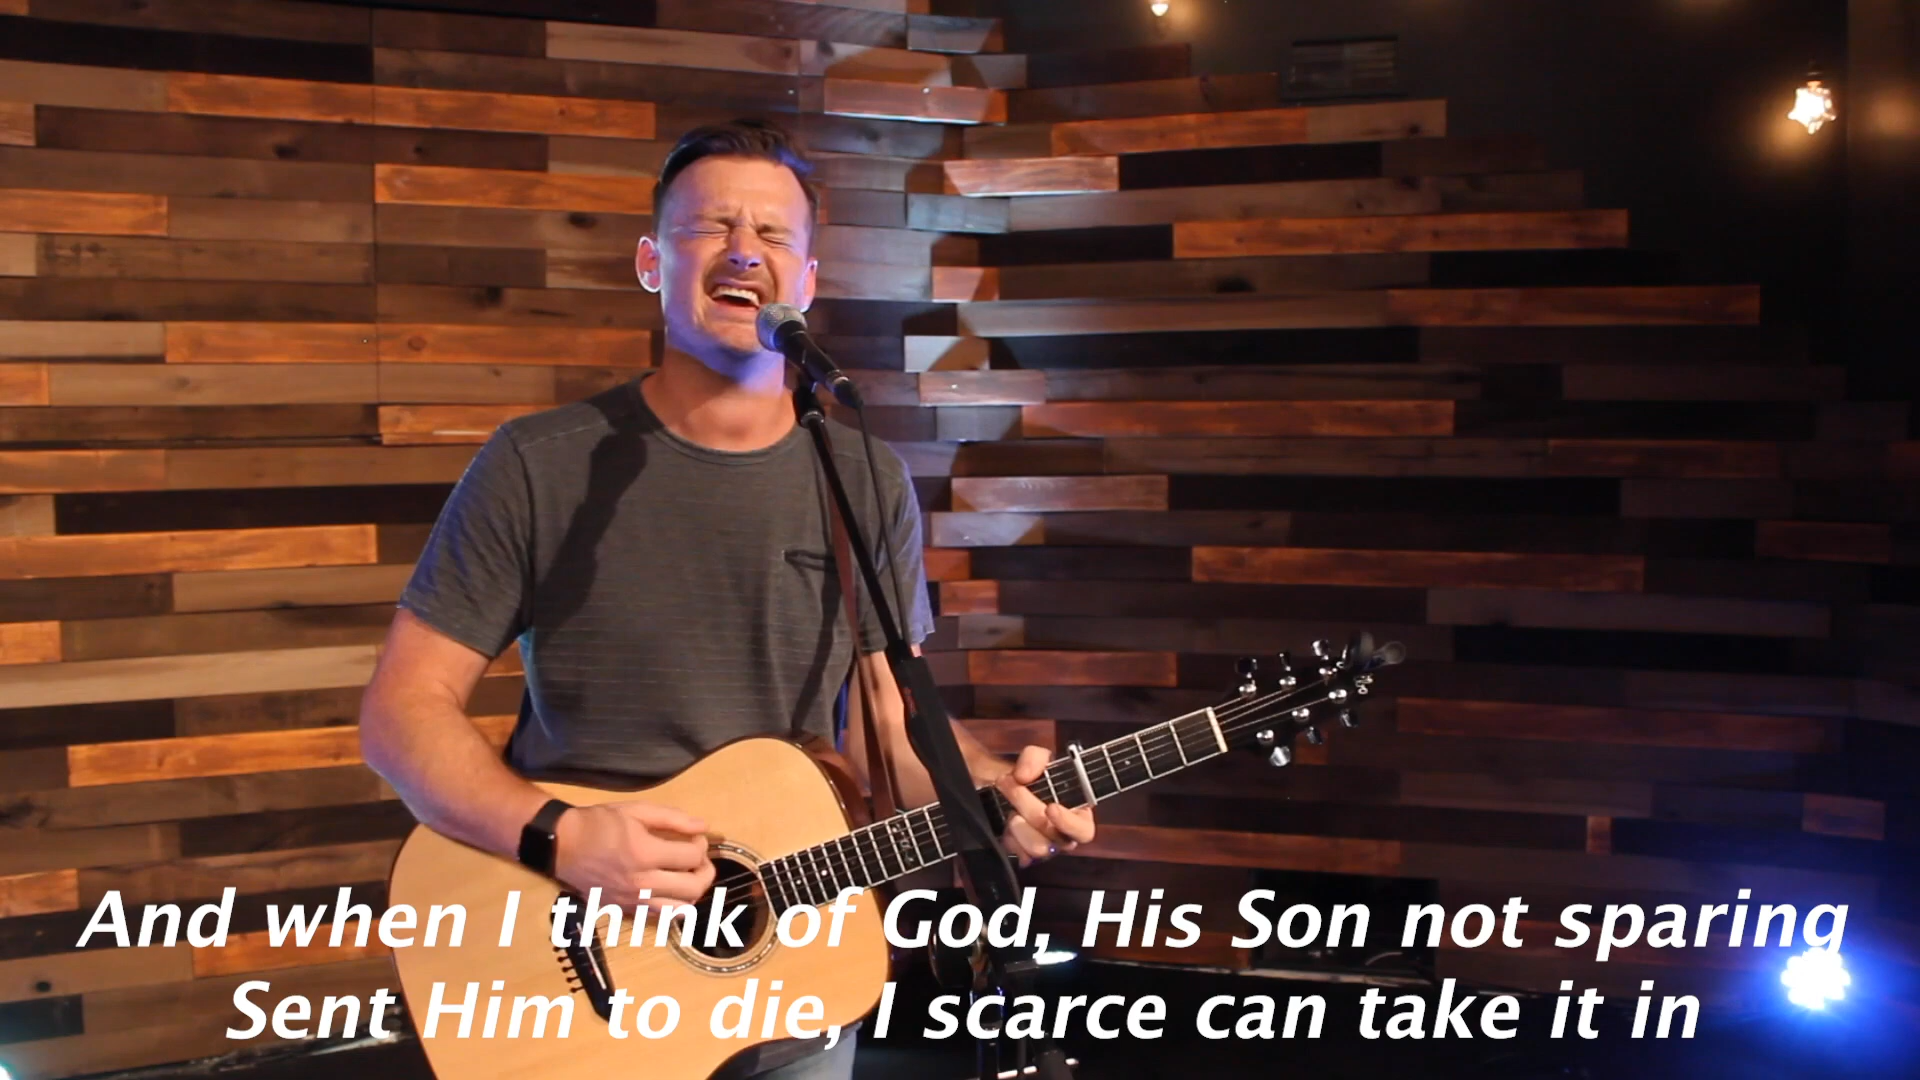 And when I think of God, His Son not sparing
Sent Him to die, I scarce can take it in